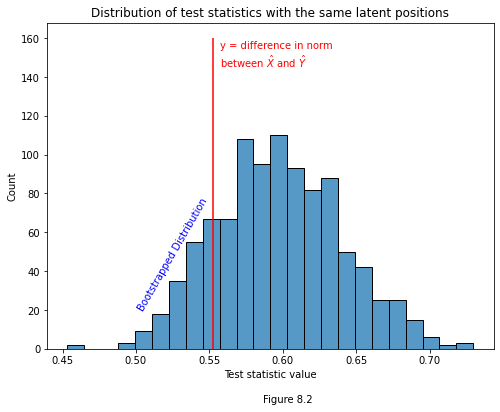 Distribution of test statistics with the same latent positions
160
140
120
100
80
60
40
20
0
Count
y = difference in norm
between X̂ and Ŷ
Bootstrapped Distribution
0.45
0.50
0.55
0.60
0.65
0.70
Test statistic value
Figure 8.2